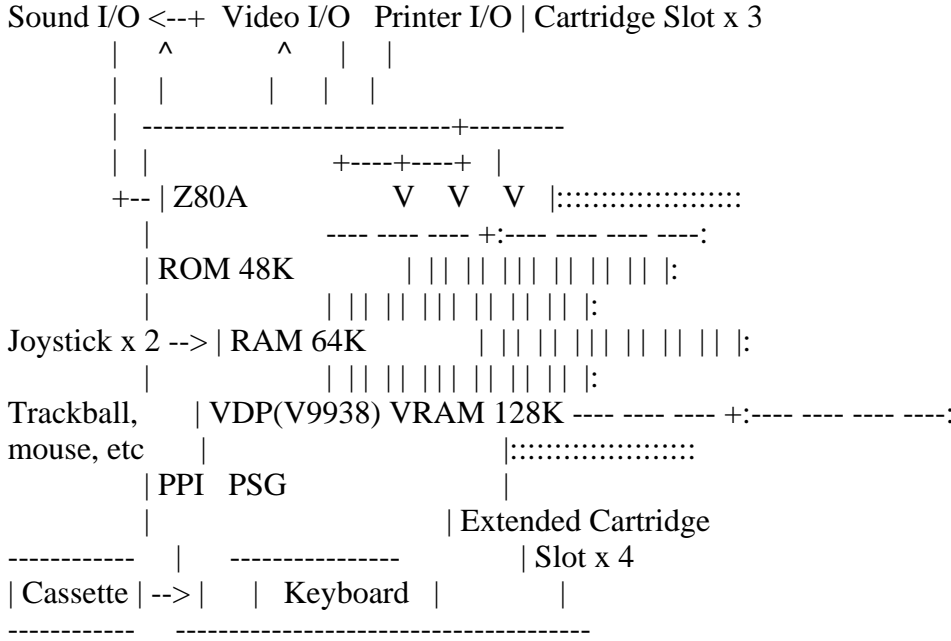 Sound I/O <--+ Video I/O Printer I/O | Cartridge Slot x 3
| ^ ^ | |
| | | | |
| -----------------------------+---------
| | +----+----+ |
+-- | Z80A V V V |:::::::::::::::::::::
| ---- ---- ---- +:---- ---- ---- ----:
| ROM 48K | || || ||| || || || |:
| | || || ||| || || || |:
Joystick x 2 --> | RAM 64K | || || ||| || || || |:
| | || || ||| || || || |:
Trackball, | VDP(V9938) VRAM 128K ---- ---- ---- +:---- ---- ---- ----:
mouse, etc | |:::::::::::::::::::::
| PPI PSG |
| | Extended Cartridge
------------ | ---------------- | Slot x 4
| Cassette | --> | | Keyboard | |
------------ ---------------------------------------